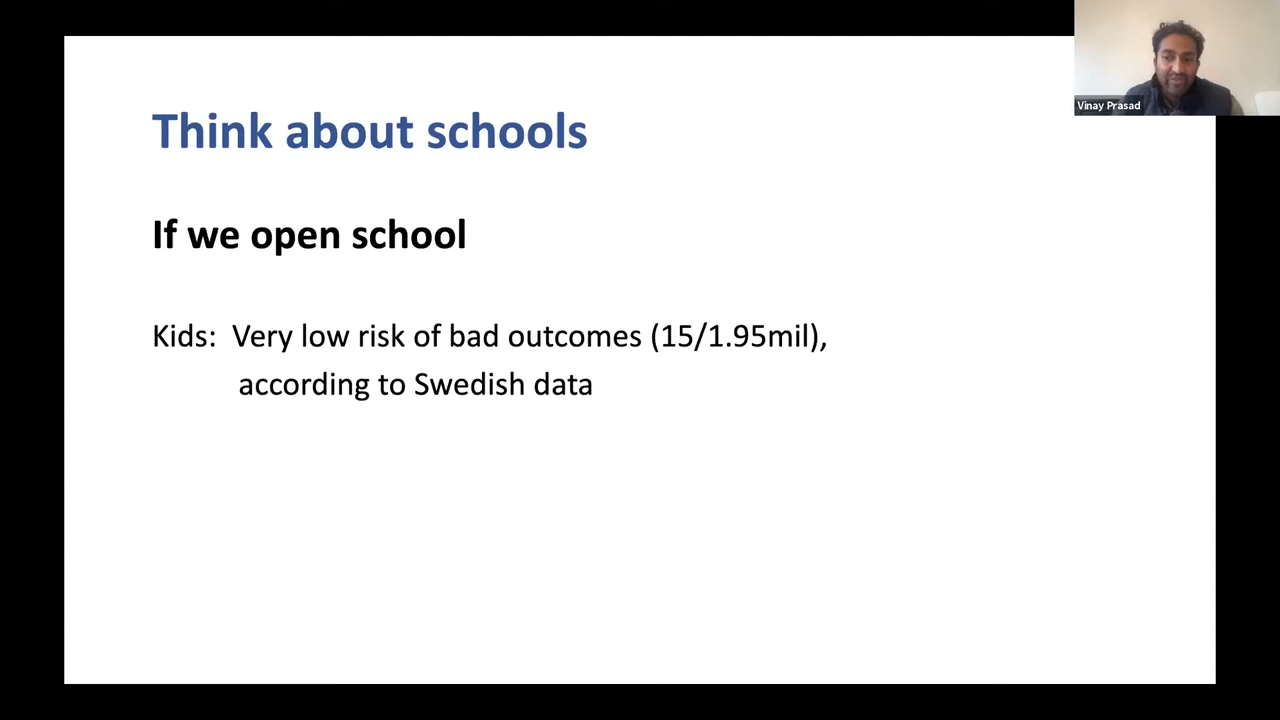 Vinay Prasad
Think about schools
If we open school
Kids:  Very low risk of bad outcomes (15/1.95mil),
according to Swedish data